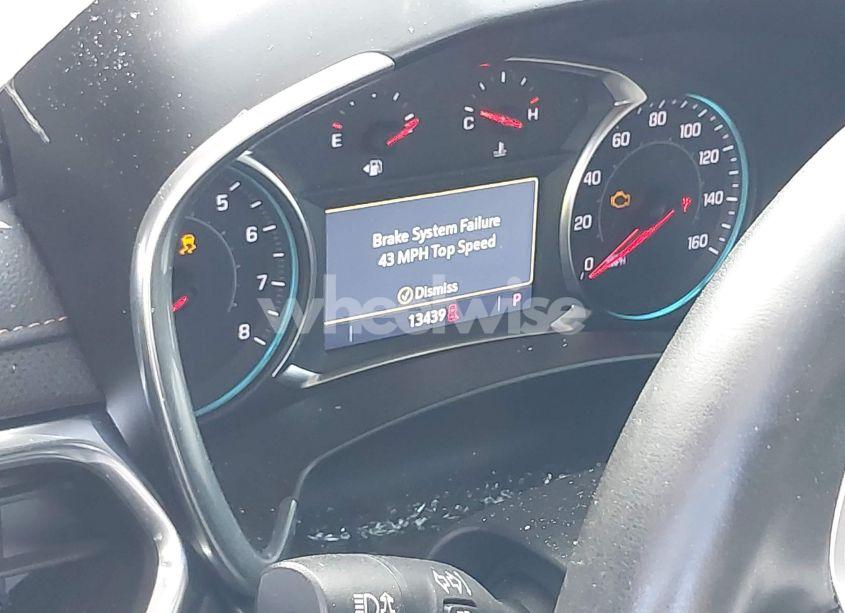 E
C
H
5
6
7
8
0
20
40
60
80
100
120
140
160
MPH
Brake System Failure
43 MPH Top Speed
Dismiss
13439
P
wheelwise